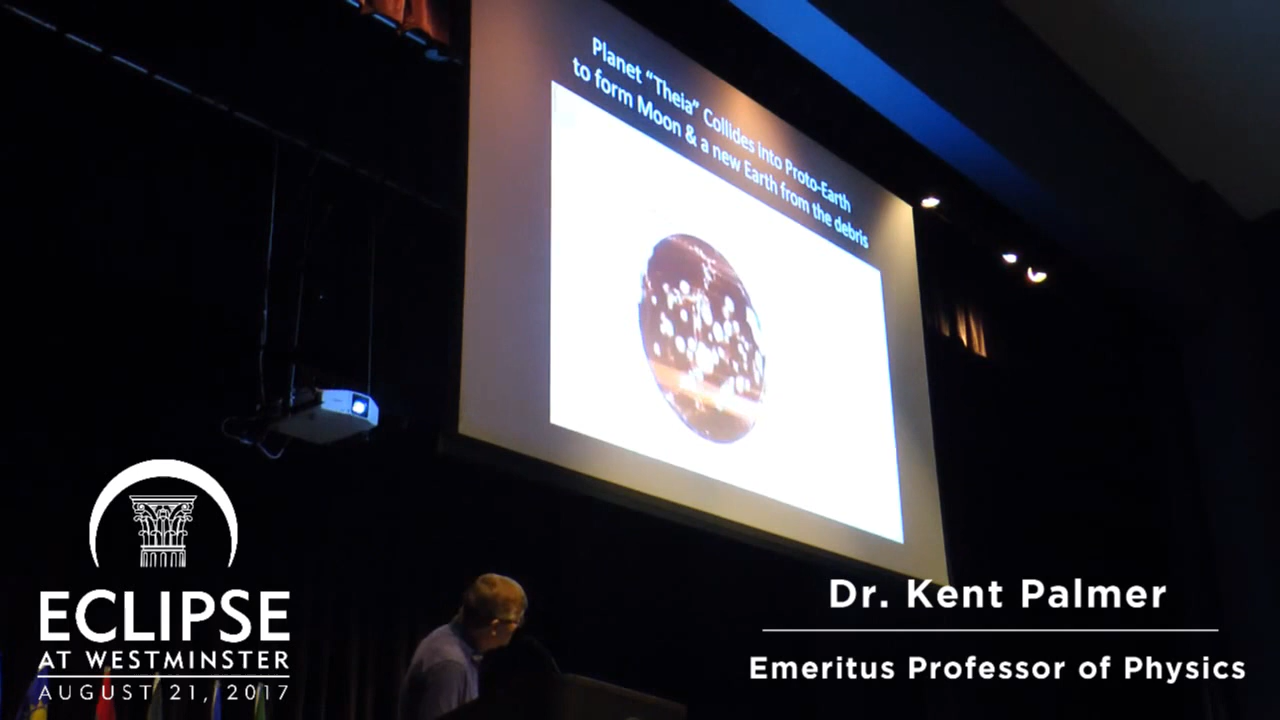 Planet “Theia” Collides into Proto-Earth
to form Moon & a new Earth from the debris
ECLIPSE
AT WESTMINSTER
AUGUST 21, 2017
Dr. Kent Palmer
Emeritus Professor of Physics